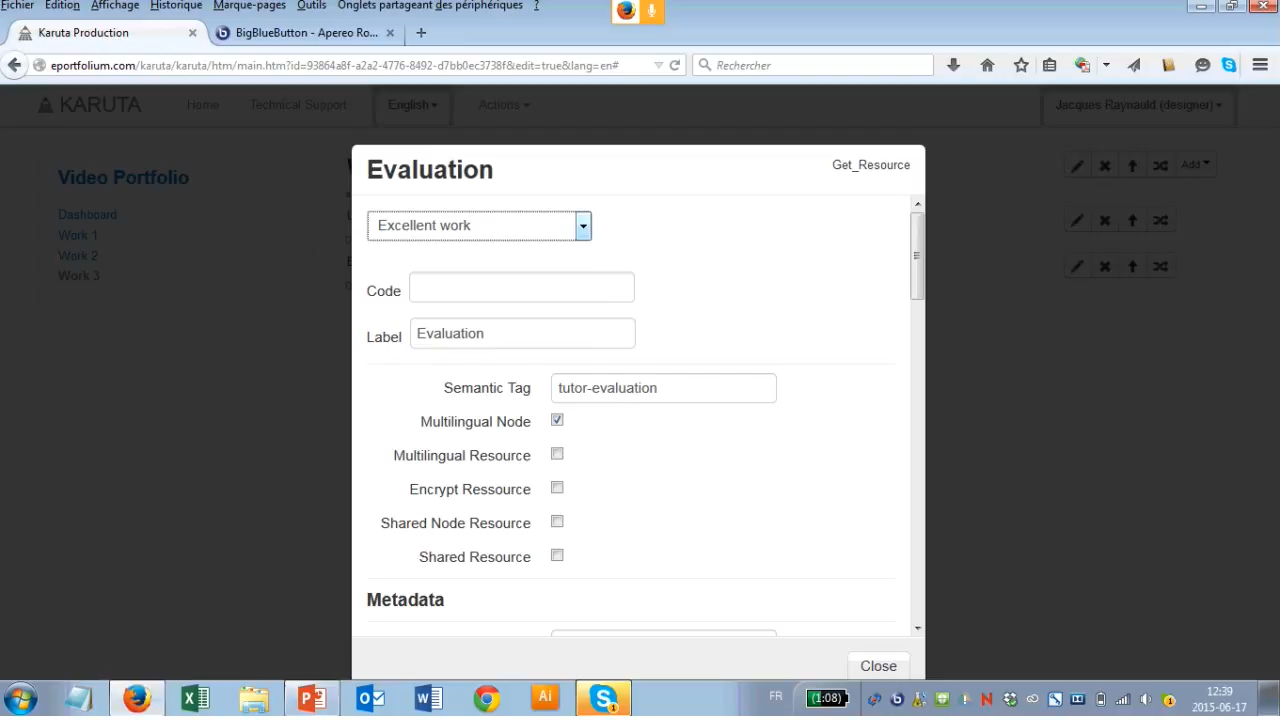 Fichier Edition Affichage Historique Marque-pages Outils Onglets partageant des périphériques ?
Karuta Production × BigBlueButton - Apereo Ro... × +
eportfolium.com/karuta/karuta/htm/main.htm?id=93864a8f-a2a2-4776-8492-d7bb0ec3738f&edit=true&lang=en# Rechercher
KARUTA Home Technical Support English Actions Jacques Raynauld (designer)
Evaluation Get_Resource
Video Portfolio Add
Dashboard
Work 1
Work 2
Work 3
Excellent work
Code
Label Evaluation
Semantic Tag tutor-evaluation
Multilingual Node
Multilingual Resource
Encrypt Ressource
Shared Node Resource
Shared Resource
Metadata
Close
FR (1:08) 12:39
2015-06-17